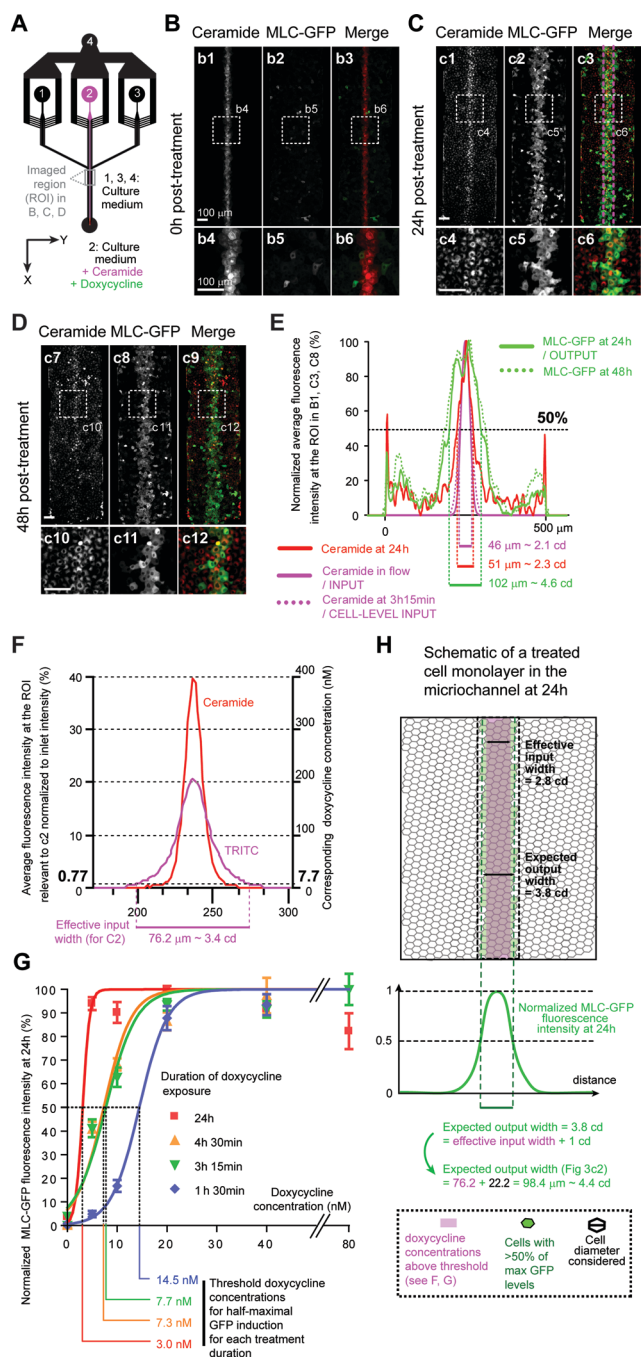 A
4
1
2
3
Imaged
region
(ROI) in
B, C, D
1, 3, 4:
Culture
medium
Y
X
2: Culture
medium
+ Ceramide
+ Doxycycline
B
Ceramide MLC-GFP Merge
0h post-treatment
b1 b2 b3
b4 b5 b6
100 µm
b4 b5 b6
100 µm
C
Ceramide MLC-GFP Merge
24h post-treatment
c1 c2 c3
c4 c5 c6
c4 c5 c6
D
Ceramide MLC-GFP Merge
48h post-treatment
c7 c8 c9
c10 c11 c12
c10 c11 c12
E
Normalized average fluorescence
intensity at the ROI in B1, C3, C8 (%)
100
80
60
40
20
0
MLC-GFP at 24h
/ OUTPUT
MLC-GFP at 48h
50%
0 500 µm
Ceramide at 24h
Ceramide in flow
/ INPUT
Ceramide at 3h15min
/ CELL-LEVEL INPUT
46 µm ~ 2.1 cd
51 µm ~ 2.3 cd
102 µm ~ 4.6 cd
F
Average fluorescence intensity at the ROI
relevant to c2 normalized to inlet intensity (%)
40
30
20
10
0.77
0
Ceramide
TRITC
400
300
200
100
7.7
0
Corresponding doxycycline concnetration (nM)
200 250 300
Effective input
width (for C2)
76.2 µm ~ 3.4 cd
G
Normalized MLC-GFP fluorescence intensity at 24h (%)
100
90
80
70
60
50
40
30
20
10
0
Duration of doxycycline
exposure
24h
4h 30min
3h 15min
1 h 30min
Doxycycline
concentration (nM)
0 10 20 40 80
14.5 nM
7.7 nM
7.3 nM
3.0 nM
Threshold doxycycline
concentrations
for half-maximal
GFP induction
for each treatment
duration
H
Schematic of a treated
cell monolayer in the
micriochannel at 24h
Effective
input
width
= 2.8 cd
Expected
output
width
= 3.8 cd
1
0.5
Normalized MLC-GFP
fluorescence
intensity at 24h
distance
Expected output width = 3.8 cd
= effective input width + 1 cd
Expected output width (Fig 3c2)
= 76.2 + 22.2 = 98.4 µm ~ 4.4 cd
doxycycline
concentrations
above threshold
(see F, G)
Cells with
>50% of
max GFP
levels
Cell
diameter
considered